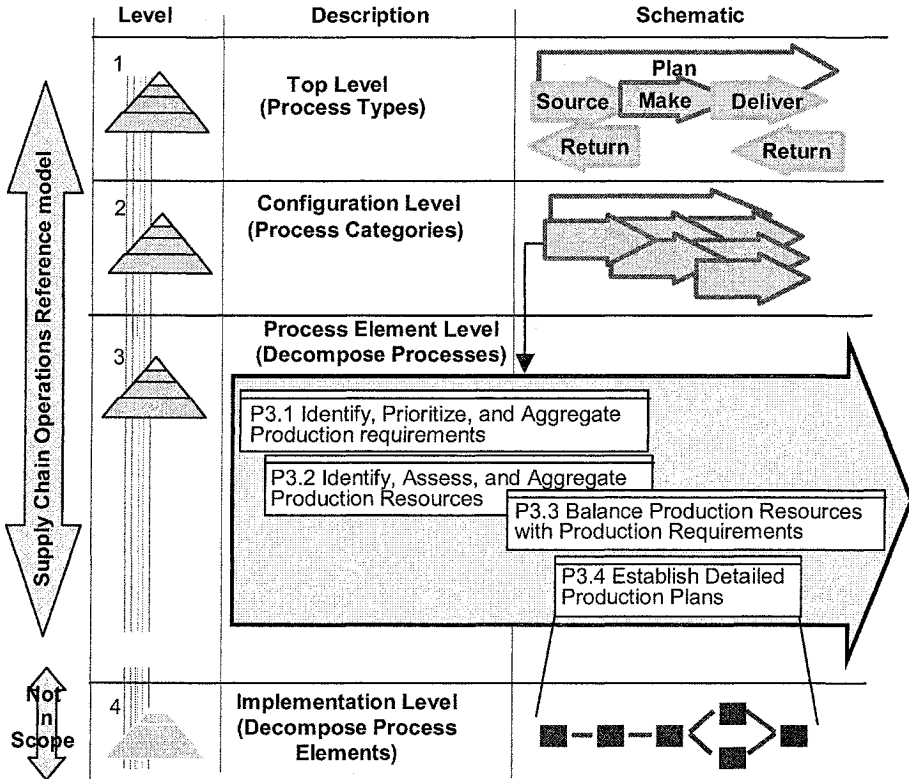 Level
Description
Schematic
Supply Chain Operations Reference model
1
Top Level
(Process Types)
Plan
Source
Make
Deliver
Return
Return
2
Configuration Level
(Process Categories)
3
Process Element Level
(Decompose Processes)
P3.1 Identify, Prioritize, and Aggregate
Production requirements
P3.2 Identify, Assess, and Aggregate
Production Resources
P3.3 Balance Production Resources
with Production Requirements
P3.4 Establish Detailed
Production Plans
Not
n
Scope
4
Implementation Level
(Decompose Process
Elements)